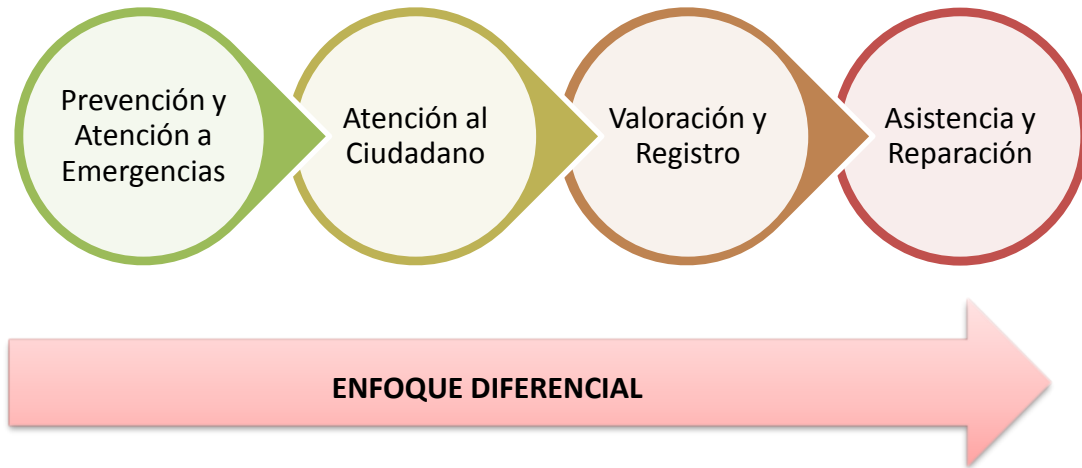 Prevención y
Atención a
Emergencias
Atención al
Ciudadano
Valoración y
Registro
Asistencia y
Reparación
ENFOQUE DIFERENCIAL